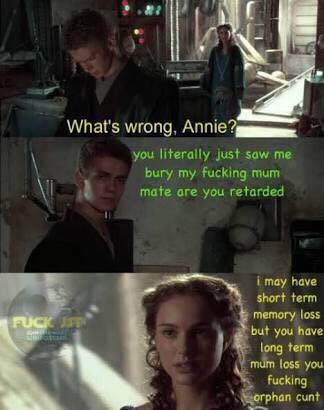 What's wrong, Annie?
you literally just saw me
bury my fucking mum
mate are you retarded
i may have
short term
memory loss
but you have
long term
mum loss you
fucking
orphan cunt
FUCK JST